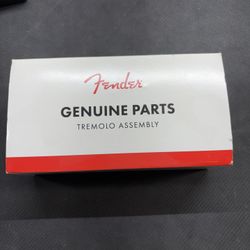 Fender
GENUINE PARTS
TREMOLO ASSEMBLY